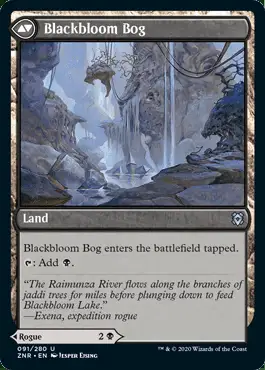 Blackbloom Bog
Land
Blackbloom Bog enters the battlefield tapped.
: Add .
"The Raimunza River flows along the branches of
jaddi trees for miles before plunging down to feed
Blackbloom Lake."
—Exena, expedition rogue
Rogue 2
091/280 U
ZNR • EN Jesper Eising
™ & © 2020 Wizards of the Coast